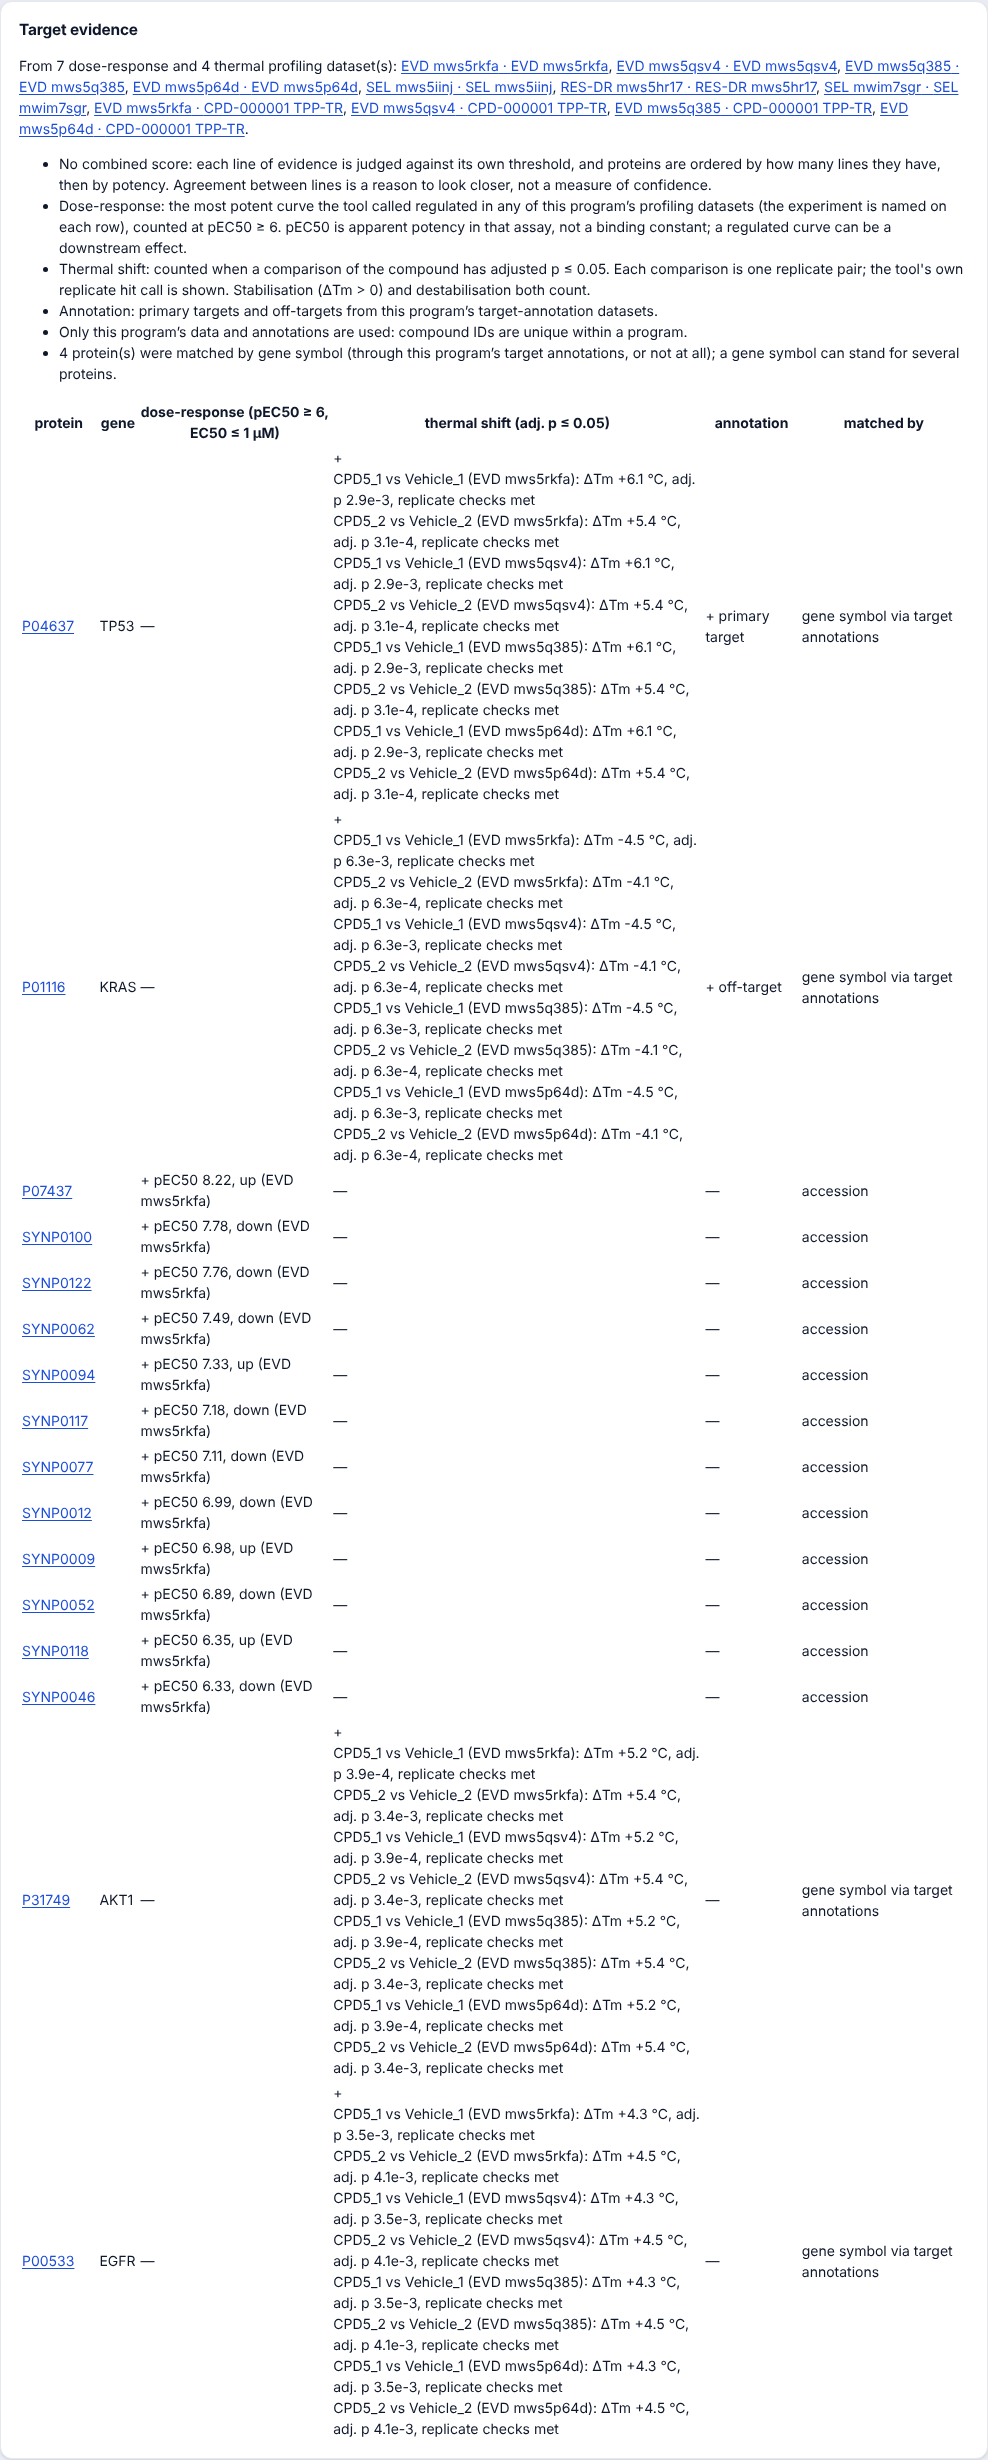 Target evidence
From 7 dose-response and 4 thermal profiling dataset(s): EVD mws5rkfa · EVD mws5rkfa, EVD mws5qsv4 · EVD mws5qsv4, EVD mws5q385 ·
EVD mws5q385, EVD mws5p64d · EVD mws5p64d, SEL mws5iinj · SEL mws5iinj, RES-DR mws5hr17 · RES-DR mws5hr17, SEL mwim7sgr · SEL
mwim7sgr, EVD mws5rkfa · CPD-000001 TPP-TR, EVD mws5qsv4 · CPD-000001 TPP-TR, EVD mws5q385 · CPD-000001 TPP-TR, EVD
mws5p64d · CPD-000001 TPP-TR.
• No combined score: each line of evidence is judged against its own threshold, and proteins are ordered by how many lines they have,
then by potency. Agreement between lines is a reason to look closer, not a measure of confidence.
• Dose-response: the most potent curve the tool called regulated in any of this program's profiling datasets (the experiment is named on
each row), counted at pEC50 ≥ 6. pEC50 is apparent potency in that assay, not a binding constant; a regulated curve can be a
downstream effect.
• Thermal shift: counted when a comparison of the compound has adjusted p ≤ 0.05. Each comparison is one replicate pair; the tool's own
replicate hit call is shown. Stabilisation (ΔTm > 0) and destabilisation both count.
• Annotation: primary targets and off-targets from this program's target-annotation datasets.
• Only this program's data and annotations are used: compound IDs are unique within a program.
• 4 protein(s) were matched by gene symbol (through this program's target annotations, or not at all); a gene symbol can stand for several
proteins.
protein gene dose-response (pEC50 ≥ 6, EC50 ≤ 1 µM) thermal shift (adj. p ≤ 0.05) annotation matched by
P04637 TP53 — + primary target gene symbol via target annotations
+
CPD5_1 vs Vehicle_1 (EVD mws5rkfa): ΔTm +6.1 °C, adj.
p 2.9e-3, replicate checks met
CPD5_2 vs Vehicle_2 (EVD mws5rkfa): ΔTm +5.4 °C,
adj. p 3.1e-4, replicate checks met
CPD5_1 vs Vehicle_1 (EVD mws5qsv4): ΔTm +6.1 °C,
adj. p 2.9e-3, replicate checks met
CPD5_2 vs Vehicle_2 (EVD mws5qsv4): ΔTm +5.4 °C,
adj. p 3.1e-4, replicate checks met
CPD5_1 vs Vehicle_1 (EVD mws5q385): ΔTm +6.1 °C,
adj. p 2.9e-3, replicate checks met
CPD5_2 vs Vehicle_2 (EVD mws5q385): ΔTm +5.4 °C,
adj. p 3.1e-4, replicate checks met
CPD5_1 vs Vehicle_1 (EVD mws5p64d): ΔTm +6.1 °C,
adj. p 2.9e-3, replicate checks met
CPD5_2 vs Vehicle_2 (EVD mws5p64d): ΔTm +5.4 °C,
adj. p 3.1e-4, replicate checks met
P01116 KRAS — + off-target gene symbol via target annotations
+
CPD5_1 vs Vehicle_1 (EVD mws5rkfa): ΔTm -4.5 °C, adj.
p 6.3e-3, replicate checks met
CPD5_2 vs Vehicle_2 (EVD mws5rkfa): ΔTm -4.1 °C,
adj. p 6.3e-4, replicate checks met
CPD5_1 vs Vehicle_1 (EVD mws5qsv4): ΔTm -4.5 °C,
adj. p 6.3e-3, replicate checks met
CPD5_2 vs Vehicle_2 (EVD mws5qsv4): ΔTm -4.1 °C,
adj. p 6.3e-4, replicate checks met
CPD5_1 vs Vehicle_1 (EVD mws5q385): ΔTm -4.5 °C,
adj. p 6.3e-3, replicate checks met
CPD5_2 vs Vehicle_2 (EVD mws5q385): ΔTm -4.1 °C,
adj. p 6.3e-4, replicate checks met
CPD5_1 vs Vehicle_1 (EVD mws5p64d): ΔTm -4.5 °C,
adj. p 6.3e-3, replicate checks met
CPD5_2 vs Vehicle_2 (EVD mws5p64d): ΔTm -4.1 °C,
adj. p 6.3e-4, replicate checks met
P07437 + pEC50 8.22, up (EVD mws5rkfa) — — accession
SYNP0100 + pEC50 7.78, down (EVD mws5rkfa) — — accession
SYNP0122 + pEC50 7.76, down (EVD mws5rkfa) — — accession
SYNP0062 + pEC50 7.49, down (EVD mws5rkfa) — — accession
SYNP0094 + pEC50 7.33, up (EVD mws5rkfa) — — accession
SYNP0117 + pEC50 7.18, down (EVD mws5rkfa) — — accession
SYNP0077 + pEC50 7.11, down (EVD mws5rkfa) — — accession
SYNP0012 + pEC50 6.99, down (EVD mws5rkfa) — — accession
SYNP0009 + pEC50 6.98, up (EVD mws5rkfa) — — accession
SYNP0052 + pEC50 6.89, down (EVD mws5rkfa) — — accession
SYNP0118 + pEC50 6.35, up (EVD mws5rkfa) — — accession
SYNP0046 + pEC50 6.33, down (EVD mws5rkfa) — — accession
P31749 AKT1 — — gene symbol via target annotations
+
CPD5_1 vs Vehicle_1 (EVD mws5rkfa): ΔTm +5.2 °C, adj.
p 3.9e-4, replicate checks met
CPD5_2 vs Vehicle_2 (EVD mws5rkfa): ΔTm +5.4 °C,
adj. p 3.4e-3, replicate checks met
CPD5_1 vs Vehicle_1 (EVD mws5qsv4): ΔTm +5.2 °C,
adj. p 3.9e-4, replicate checks met
CPD5_2 vs Vehicle_2 (EVD mws5qsv4): ΔTm +5.4 °C,
adj. p 3.4e-3, replicate checks met
CPD5_1 vs Vehicle_1 (EVD mws5q385): ΔTm +5.2 °C,
adj. p 3.9e-4, replicate checks met
CPD5_2 vs Vehicle_2 (EVD mws5q385): ΔTm +5.4 °C,
adj. p 3.4e-3, replicate checks met
CPD5_1 vs Vehicle_1 (EVD mws5p64d): ΔTm +5.2 °C,
adj. p 3.9e-4, replicate checks met
CPD5_2 vs Vehicle_2 (EVD mws5p64d): ΔTm +5.4 °C,
adj. p 3.4e-3, replicate checks met
P00533 EGFR — — gene symbol via target annotations
+
CPD5_1 vs Vehicle_1 (EVD mws5rkfa): ΔTm +4.3 °C, adj.
p 3.5e-3, replicate checks met
CPD5_2 vs Vehicle_2 (EVD mws5rkfa): ΔTm +4.5 °C,
adj. p 4.1e-3, replicate checks met
CPD5_1 vs Vehicle_1 (EVD mws5qsv4): ΔTm +4.3 °C,
adj. p 3.5e-3, replicate checks met
CPD5_2 vs Vehicle_2 (EVD mws5qsv4): ΔTm +4.5 °C,
adj. p 4.1e-3, replicate checks met
CPD5_1 vs Vehicle_1 (EVD mws5q385): ΔTm +4.3 °C,
adj. p 3.5e-3, replicate checks met
CPD5_2 vs Vehicle_2 (EVD mws5q385): ΔTm +4.5 °C,
adj. p 4.1e-3, replicate checks met
CPD5_1 vs Vehicle_1 (EVD mws5p64d): ΔTm +4.3 °C,
adj. p 3.5e-3, replicate checks met
CPD5_2 vs Vehicle_2 (EVD mws5p64d): ΔTm +4.5 °C,
adj. p 4.1e-3, replicate checks met